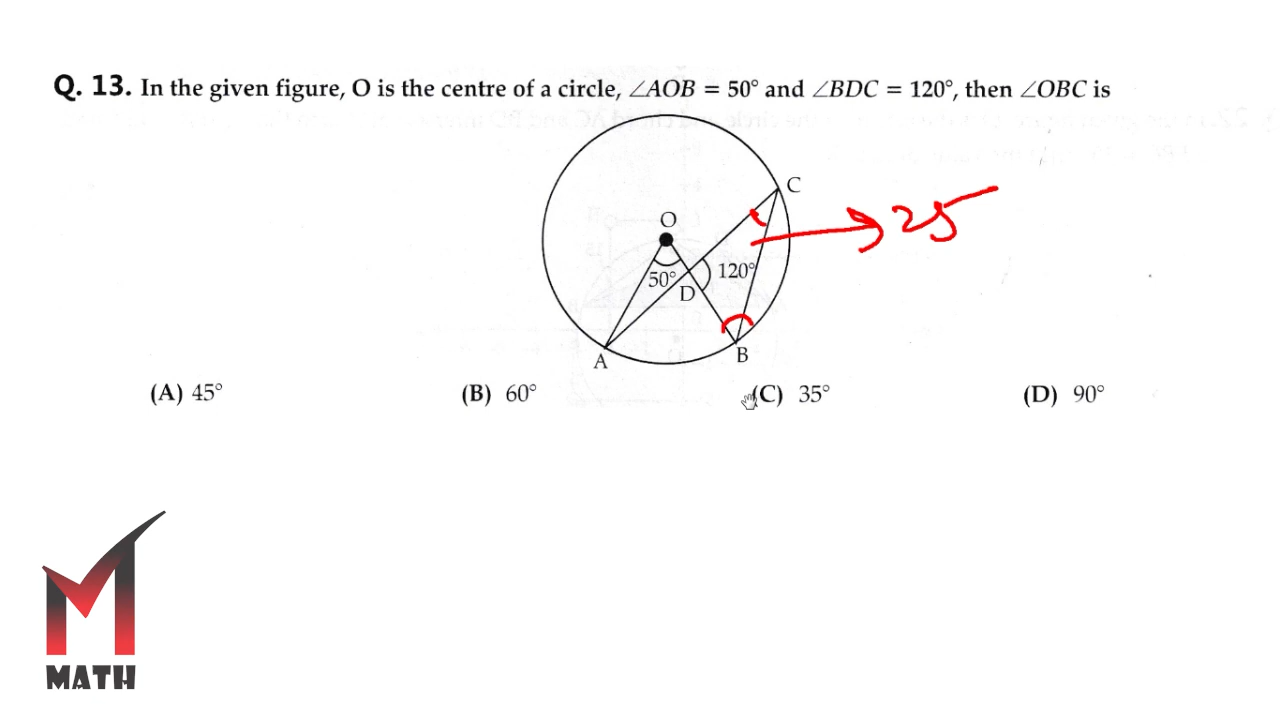 Q. 13. In the given figure, O is the centre of a circle, ∠AOB = 50° and ∠BDC = 120°, then ∠OBC is
C
25
O
120°
50°
D
A
B
(A) 45°
(B) 60°
(C) 35°
(D) 90°
MATH